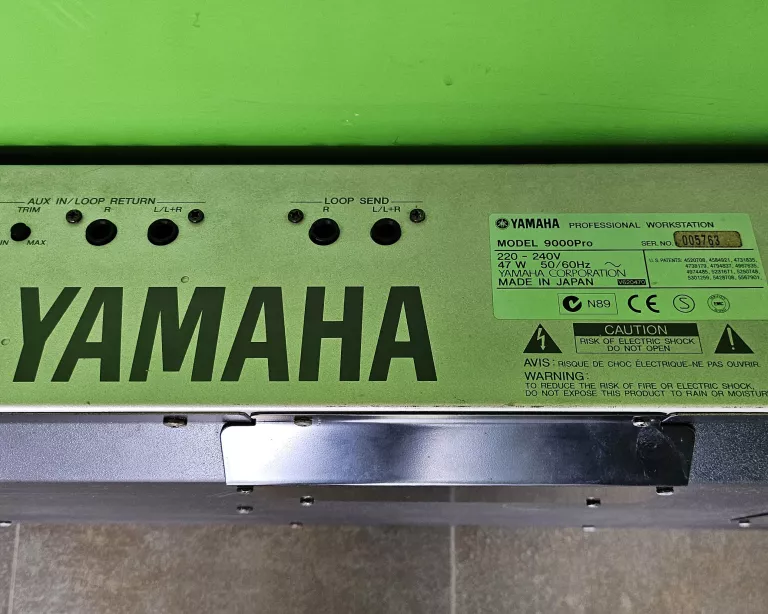 AUX IN/LOOP RETURN
TRIM R L/L+R
IN MAX
LOOP SEND
R L/L+R
YAMAHA
YAMAHA PROFESSIONAL WORKSTATION
MODEL 9000Pro SER NO. 005763
220 - 240V
47 W 50/60Hz
YAMAHA CORPORATION
MADE IN JAPAN
N89 CE S
CAUTION
RISK OF ELECTRIC SHOCK
DO NOT OPEN
AVIS: RISQUE DE CHOC ÉLECTRIQUE-NE PAS OUVRIR.
WARNING:
TO REDUCE THE RISK OF FIRE OR ELECTRIC SHOCK,
DO NOT EXPOSE THIS PRODUCT TO RAIN OR MOISTUR